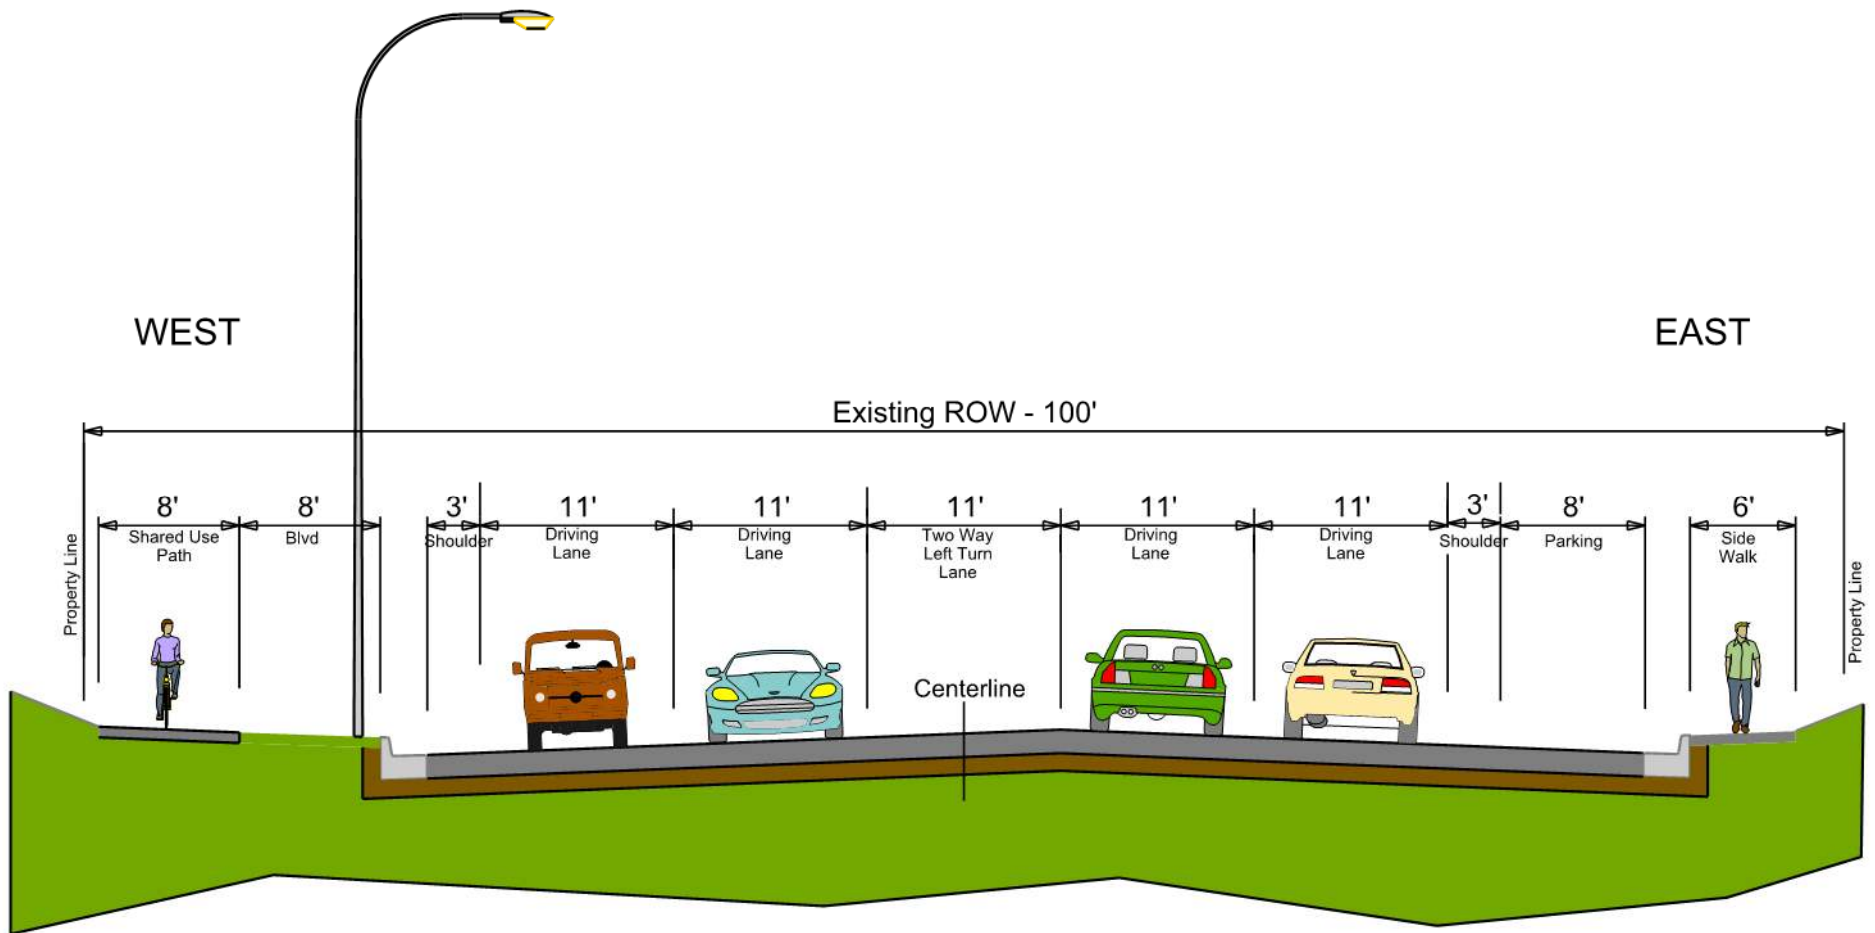 WEST
EAST
Existing ROW - 100'
8'
8'
3'
11'
11'
11'
11'
11'
3'
8'
6'
Shared Use
Path
Blvd
Shoulder
Driving
Lane
Driving
Lane
Two Way
Left Turn
Lane
Driving
Lane
Driving
Lane
Shoulder
Parking
Side
Walk
Property Line
Property Line
Centerline